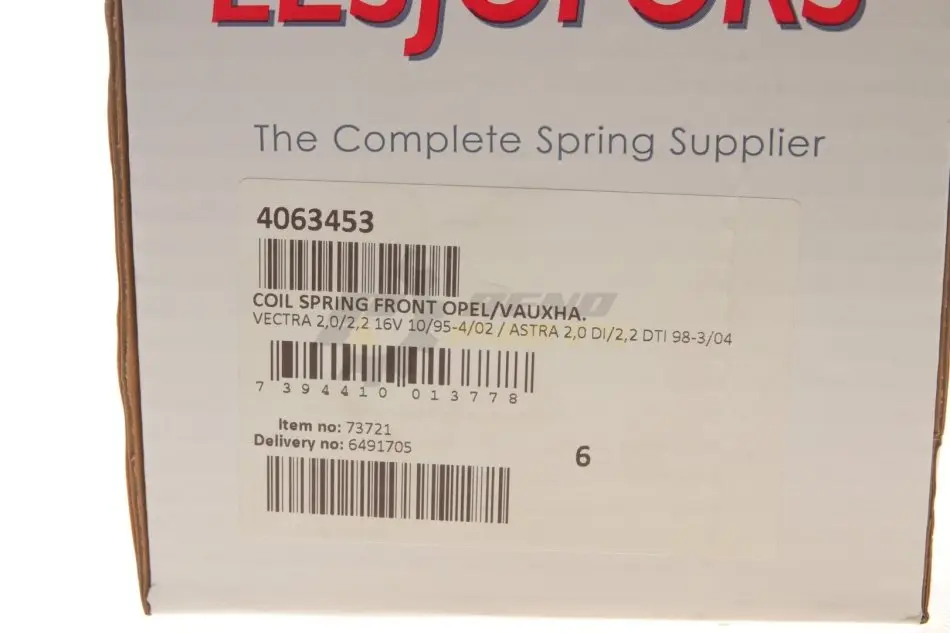 LESJÖFORS
The Complete Spring Supplier
4063453
COIL SPRING FRONT OPEL/VAUXHA.
VECTRA 2,0/2,2 16V 10/95-4/02 / ASTRA 2,0 DI/2,2 DTI 98-3/04
7 394410 013778
Item no: 73721
Delivery no: 6491705
6